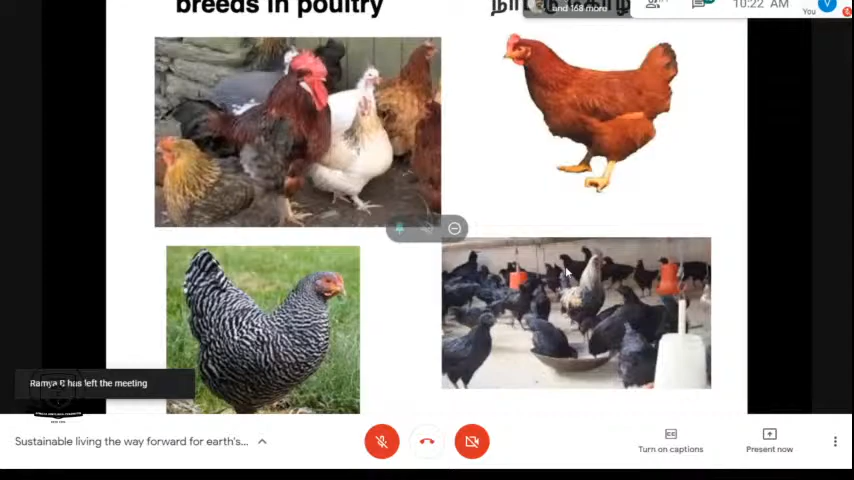 breeds in poultry
and 168 more
10:22 AM
You
Ramya R has left the meeting
Sustainable living the way forward for earth's...
Turn on captions
Present now